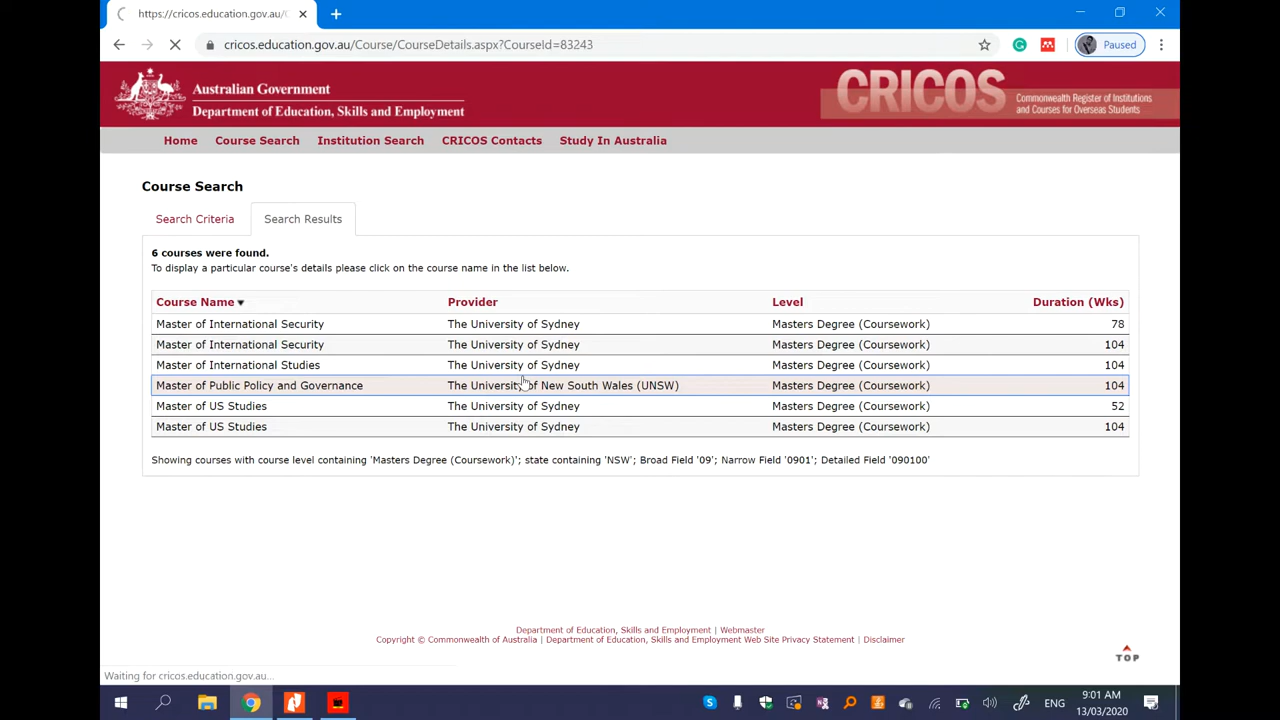 https://cricos.education.gov.au/
cricos.education.gov.au/Course/CourseDetails.aspx?CourseId=83243
Paused
Australian Government
Department of Education, Skills and Employment
CRICOS
Commonwealth Register of Institutions
and Courses for Overseas Students
Home Course Search Institution Search CRICOS Contacts Study In Australia
Course Search
Search Criteria Search Results
6 courses were found.
To display a particular course's details please click on the course name in the list below.
Course Name Provider Level Duration (Wks)
Master of International Security The University of Sydney Masters Degree (Coursework) 78
Master of International Security The University of Sydney Masters Degree (Coursework) 104
Master of International Studies The University of Sydney Masters Degree (Coursework) 104
Master of Public Policy and Governance The University of New South Wales (UNSW) Masters Degree (Coursework) 104
Master of US Studies The University of Sydney Masters Degree (Coursework) 52
Master of US Studies The University of Sydney Masters Degree (Coursework) 104
Showing courses with course level containing 'Masters Degree (Coursework)'; state containing 'NSW'; Broad Field '09'; Narrow Field '0901'; Detailed Field '090100'
Department of Education, Skills and Employment | Webmaster
Copyright © Commonwealth of Australia | Department of Education, Skills and Employment Web Site Privacy Statement | Disclaimer
TOP
Waiting for cricos.education.gov.au...
ENG
9:01 AM
13/03/2020